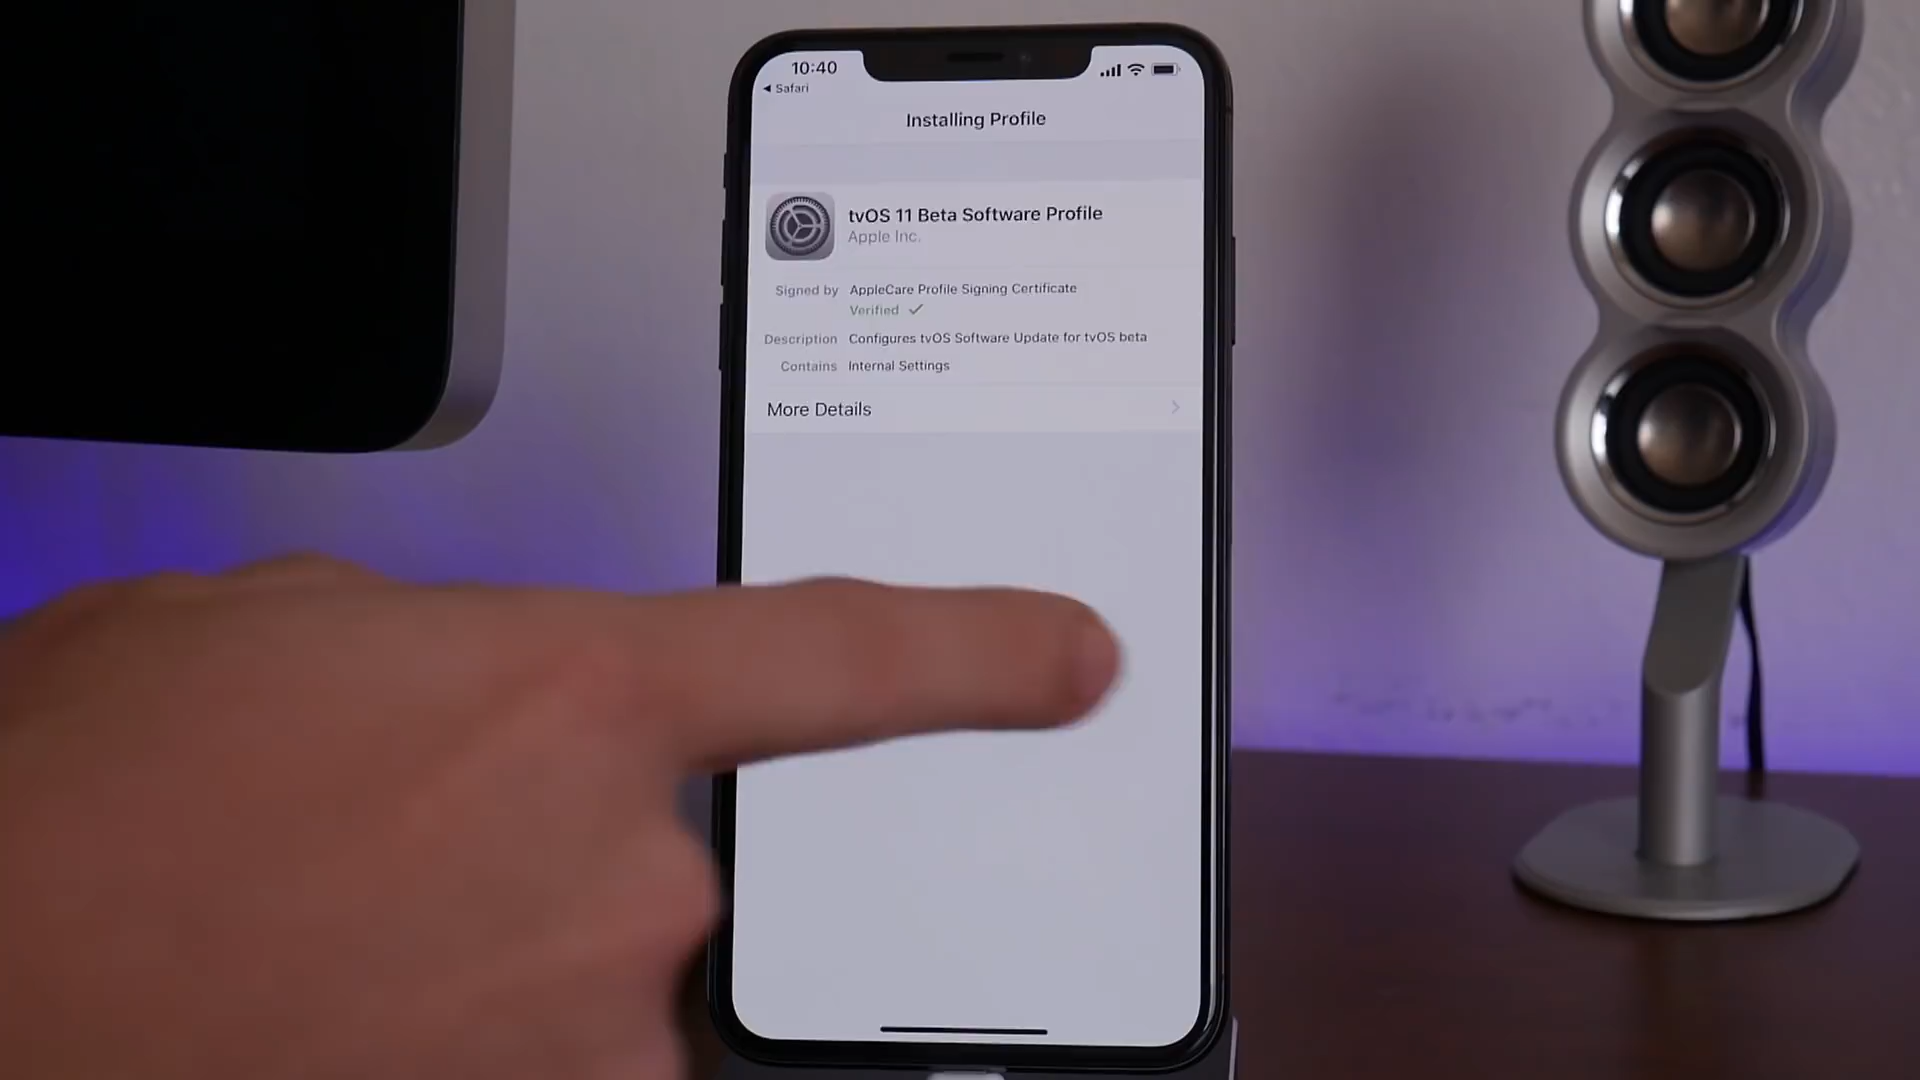 10:40
◄ Safari
Installing Profile
tvOS 11 Beta Software Profile
Apple Inc.
Signed by AppleCare Profile Signing Certificate
Verified ✓
Description Configures tvOS Software Update for tvOS beta
Contains Internal Settings
More Details